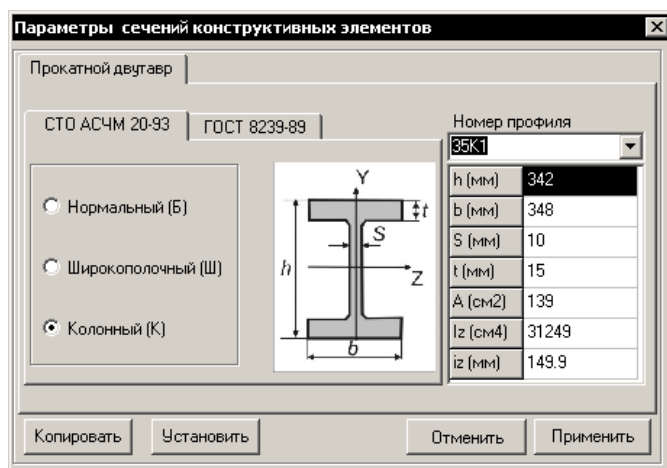 Параметры сечений конструктивных элементов
Прокатной двутавр
СТО АСЧМ 20-93 ГОСТ 8239-89
Нормальный (Б)
Широкополочный (Ш)
Колонный (К)
Y
t
S
h
Z
b
Номер профиля
35К1
h (мм) 342
b (мм) 348
S (мм) 10
t (мм) 15
A (см2) 139
Iz (см4) 31249
iz (мм) 149.9
Копировать Установить Отменить Применить